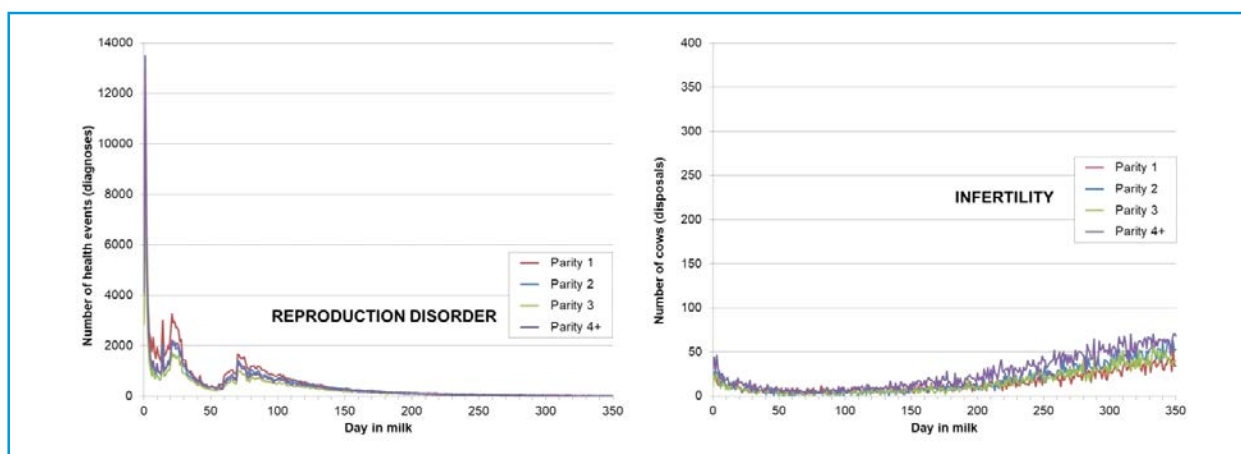 14000
12000
10000
8000
6000
4000
2000
0
Number of health events (diagnoses)
REPRODUCTION DISORDER
Parity 1
Parity 2
Parity 3
Parity 4+
0 50 100 150 200 250 300 350
Day in milk
400
350
300
250
200
150
100
50
0
Number of cows (disposals)
INFERTILITY
Parity 1
Parity 2
Parity 3
Parity 4+
0 50 100 150 200 250 300 350
Day in milk